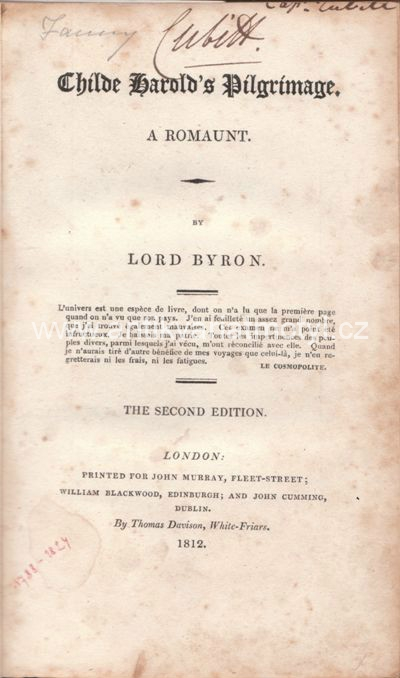 Cap. Cubitt
Fanny Cubitt.
Childe Harold's Pilgrimage.
A ROMAUNT.
BY
LORD BYRON.
L'univers est une espèce de livre, dont on n'a lu que la première page
quand on n'a vu que son pays. J'en ai feuilleté un assez grand nombre,
que j'ai trouvé également mauvaises. Cet examen ne m'a point été
infructueux. Je haïssais ma patrie. Toutes les impertinences des peu-
ples divers, parmi lesquels j'ai vécu, m'ont réconcilié avec elle. Quand
je n'aurais tiré d'autre bénéfice de mes voyages que celui-là, je n'en re-
gretterais ni les frais, ni les fatigues.
LE COSMOPOLITE.
THE SECOND EDITION.
LONDON:
PRINTED FOR JOHN MURRAY, FLEET-STREET;
WILLIAM BLACKWOOD, EDINBURGH; AND JOHN CUMMING,
DUBLIN.
By Thomas Davison, White-Friars.
1812.
1788-1824